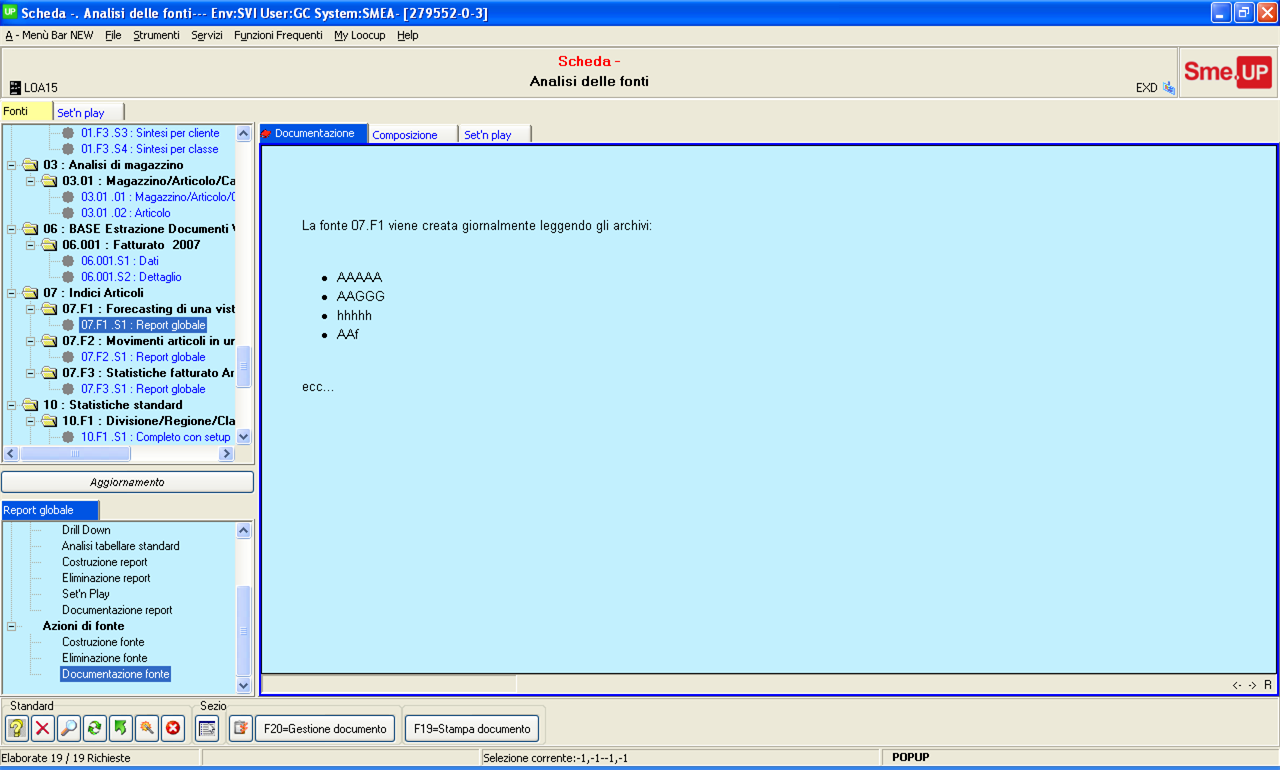 UP Scheda -. Analisi delle fonti--- Env:SVI User:GC System:SMEA- [279552-0-3]
A - Menù Bar NEW File Strumenti Servizi Funzioni Frequenti My Loocup Help
Scheda -
Analisi delle fonti
LOA15
EXD
Sme.UP
Fonti
Set'n play
01.F3 .S3 : Sintesi per cliente
01.F3 .S4 : Sintesi per classe
03 : Analisi di magazzino
03.01 : Magazzino/Articolo/Ca
03.01 .01 : Magazzino/Articolo/C
03.01 .02 : Articolo
06 : BASE Estrazione Documenti V
06.001 : Fatturato 2007
06.001.S1 : Dati
06.001.S2 : Dettaglio
07 : Indici Articoli
07.F1 : Forecasting di una vist
07.F1 .S1 : Report globale
07.F2 : Movimenti articoli in un
07.F2 .S1 : Report globale
07.F3 : Statistiche fatturato Ar
07.F3 .S1 : Report globale
10 : Statistiche standard
10.F1 : Divisione/Regione/Cla
10.F1 .S1 : Completo con setup
Aggiornamento
Report globale
Drill Down
Analisi tabellare standard
Costruzione report
Eliminazione report
Set'n Play
Documentazione report
Azioni di fonte
Costruzione fonte
Eliminazione fonte
Documentazione fonte
Documentazione
Composizione
Set'n play
La fonte 07.F1 viene creata giornalmente leggendo gli archivi:
• AAAAA
• AAGGG
• hhhhh
• AAf
ecc...
<- -> R
Standard
Sezio
F20=Gestione documento
F19=Stampa documento
Elaborate 19 / 19 Richieste
Selezione corrente:-1,-1--1,-1
POPUP